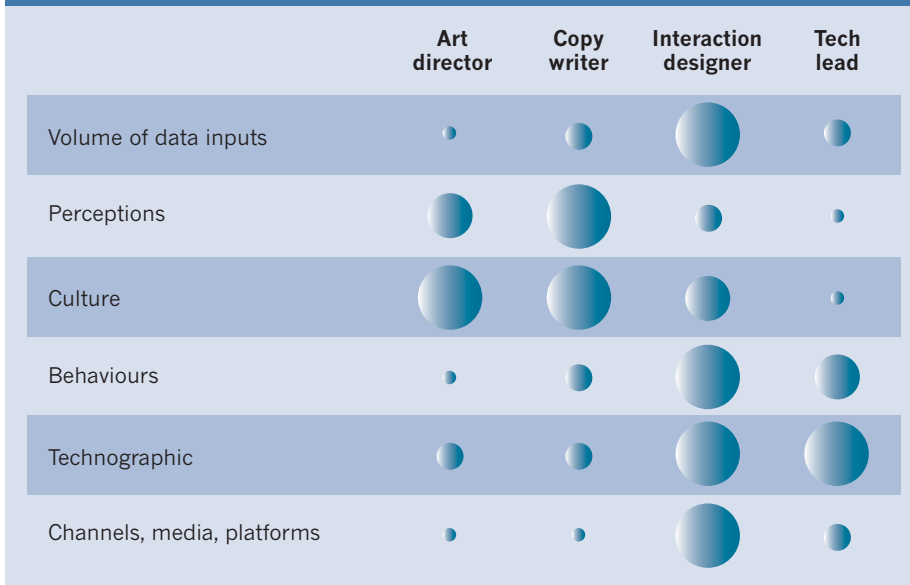 Art director
Copy writer
Interaction designer
Tech lead
Volume of data inputs
Perceptions
Culture
Behaviours
Technographic
Channels, media, platforms